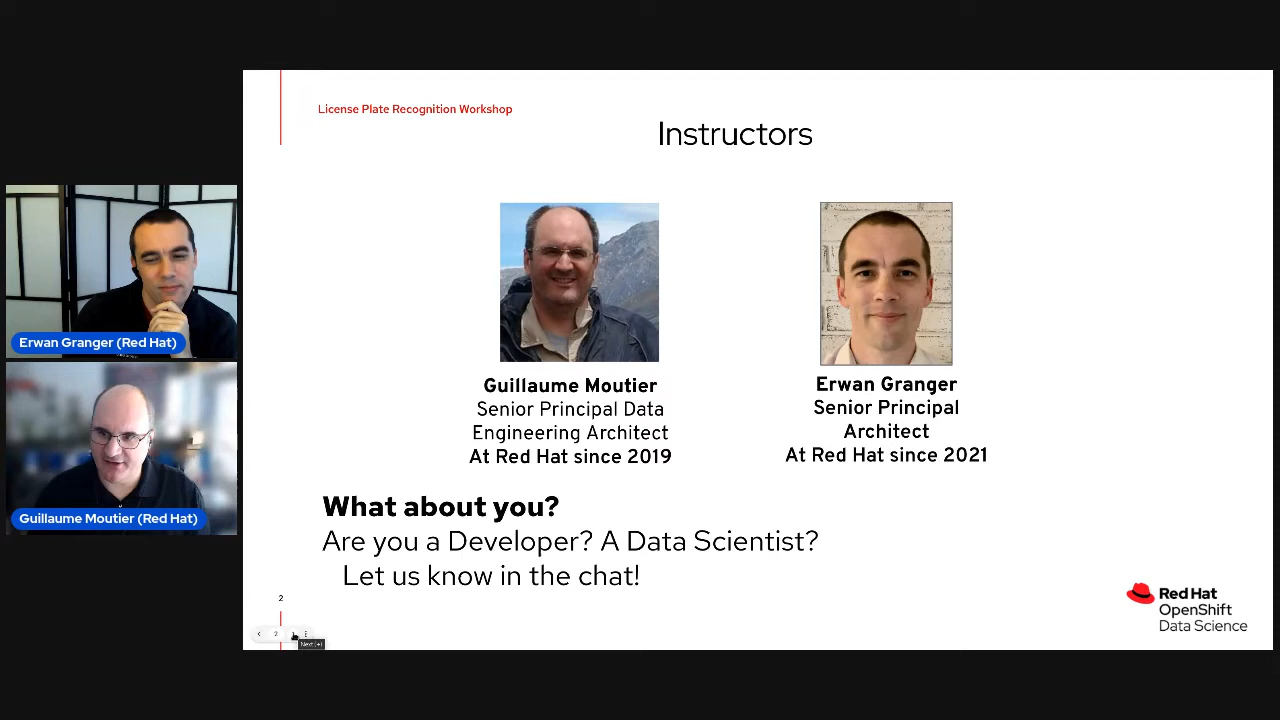 License Plate Recognition Workshop
Instructors
Erwan Granger (Red Hat)
Guillaume Moutier (Red Hat)
Guillaume Moutier
Senior Principal Data
Engineering Architect
At Red Hat since 2019
Erwan Granger
Senior Principal
Architect
At Red Hat since 2021
What about you?
Are you a Developer? A Data Scientist?
Let us know in the chat!
2
2
Next (→)
Red Hat
OpenShift
Data Science